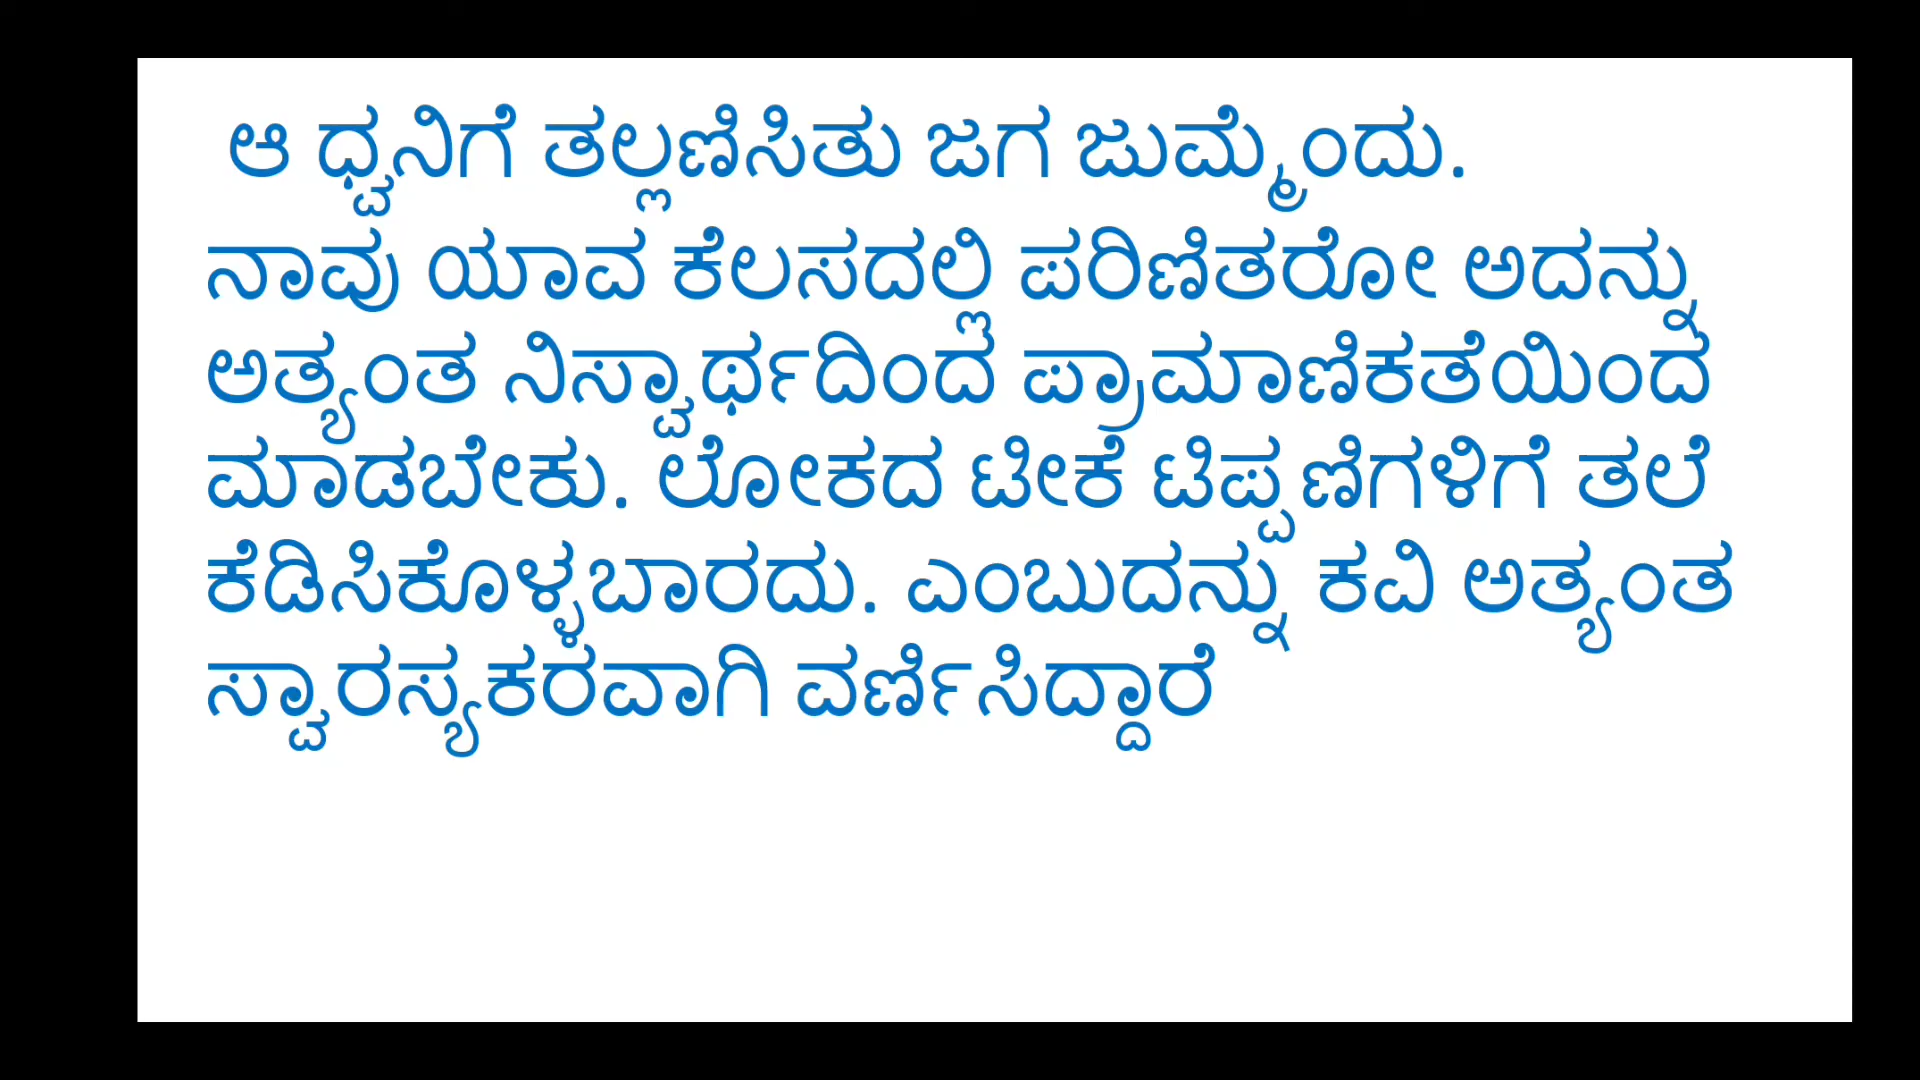 ಆ ಧ್ವನಿಗೆ ತಲ್ಲಣಿಸಿತು ಜಗ ಜುಮ್ಮೆಂದು.
ನಾವು ಯಾವ ಕೆಲಸದಲ್ಲಿ ಪರಿಣಿತರೋ ಅದನ್ನು
ಅತ್ಯಂತ ನಿಸ್ವಾರ್ಥದಿಂದ ಪ್ರಾಮಾಣಿಕತೆಯಿಂದ
ಮಾಡಬೇಕು. ಲೋಕದ ಟೀಕೆ ಟಿಪ್ಪಣಿಗಳಿಗೆ ತಲೆ
ಕೆಡಿಸಿಕೊಳ್ಳಬಾರದು. ಎಂಬುದನ್ನು ಕವಿ ಅತ್ಯಂತ
ಸ್ವಾರಸ್ಯಕರವಾಗಿ ವರ್ಣಿಸಿದ್ದಾರೆ